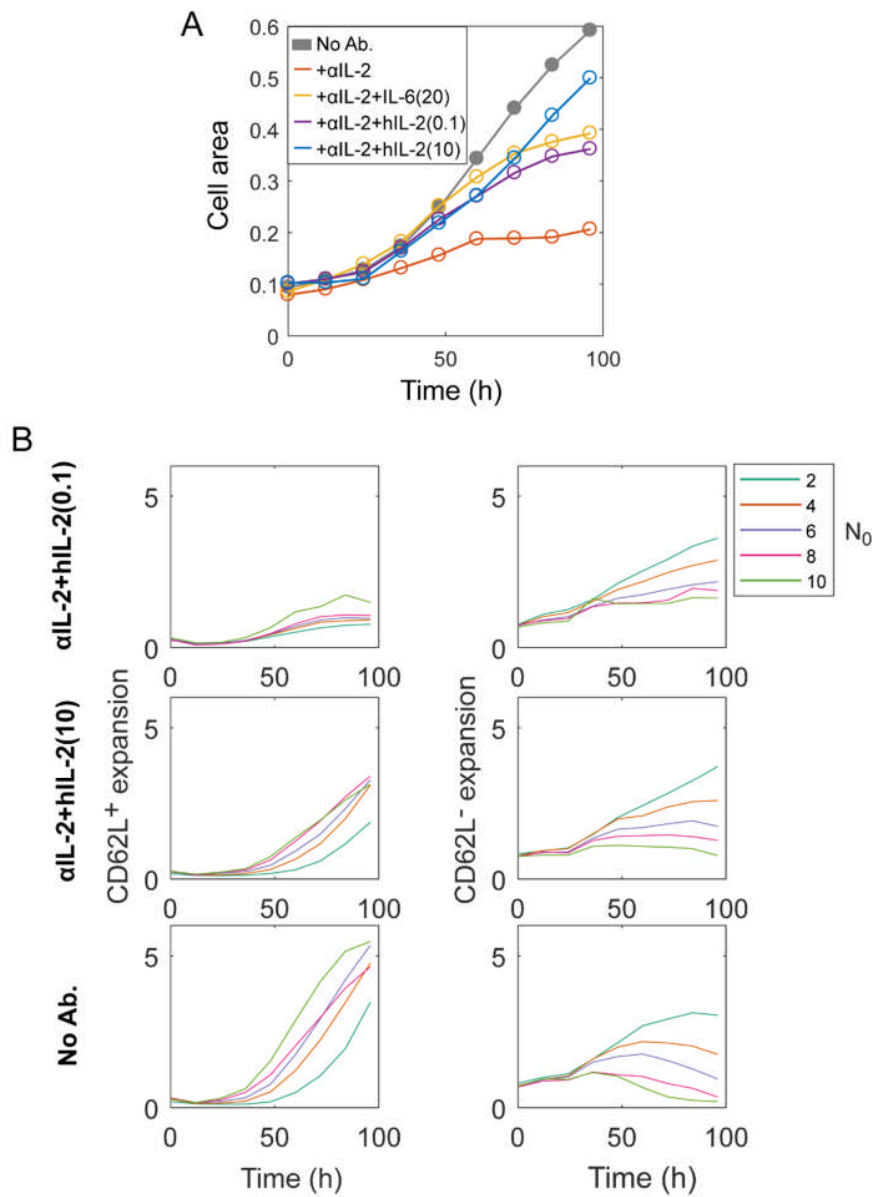 A
Cell area
0.6
0.5
0.4
0.3
0.2
0.1
0
No Ab.
+αIL-2
+αIL-2+IL-6(20)
+αIL-2+hIL-2(0.1)
+αIL-2+hIL-2(10)
0
50
100
Time (h)
B
αIL-2+hIL-2(0.1)
5
0
0
50
100
5
0
0
50
100
2
4
6
8
10
N0
αIL-2+hIL-2(10)
5
0
0
50
100
CD62L+ expansion
5
0
0
50
100
CD62L- expansion
No Ab.
5
0
0
50
100
Time (h)
5
0
0
50
100
Time (h)